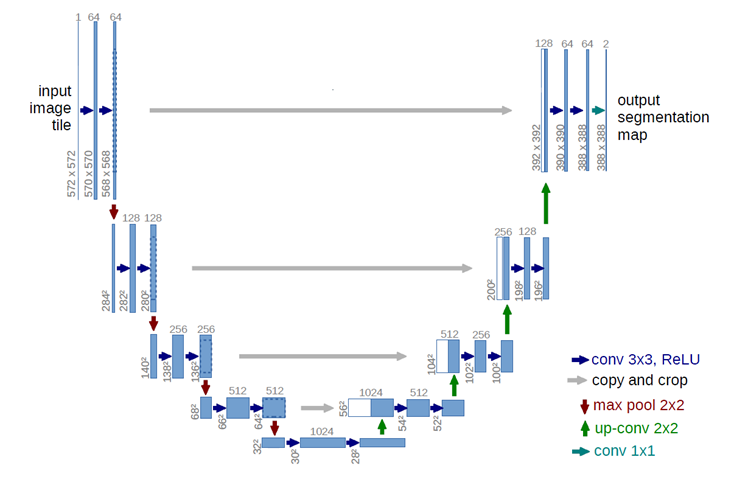 1 64 64
input
image
tile
572 x 572
570 x 570
568 x 568
128 64 64 2
output
segmentation
map
392 x 392
390 x 390
388 x 388
388 x 388
128 128
284²
282²
280²
256 128
200²
198²
196²
256 256
140²
138²
136²
512 256
104²
102²
100²
512 512
68²
66²
64²
1024 512
56²
54²
52²
1024
32²
30²
28²
conv 3x3, ReLU
copy and crop
max pool 2x2
up-conv 2x2
conv 1x1